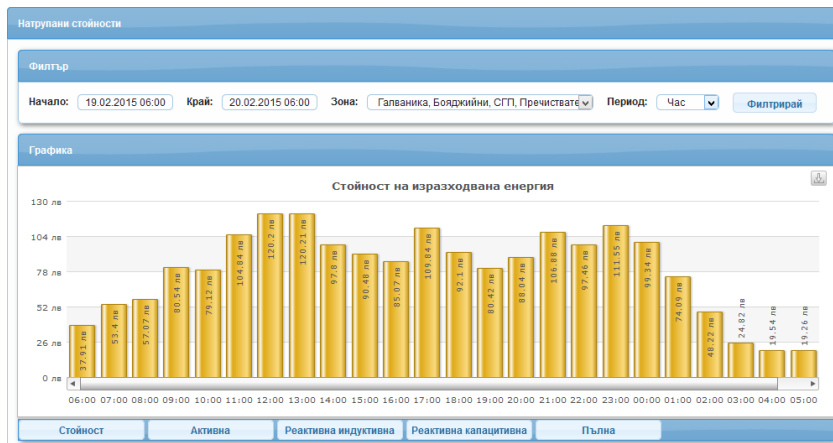 Натрупани стойности
Филтър
Начало: 19.02.2015 06:00 Край: 20.02.2015 06:00 Зона: Галваника, Бояджийни, СГП, Пречиствате Период: Час Филтрирай
Графика
Стойност на изразходвана енергия
130 лв
104 лв
78 лв
52 лв
26 лв
0 лв
37.91 лв
53.4 лв
57.07 лв
80.54 лв
79.12 лв
104.84 лв
120.2 лв
120.21 лв
97.8 лв
90.48 лв
85.07 лв
109.84 лв
92.1 лв
80.42 лв
88.04 лв
106.88 лв
97.46 лв
111.55 лв
99.34 лв
74.09 лв
48.22 лв
24.82 лв
19.54 лв
19.26 лв
06:00 07:00 08:00 09:00 10:00 11:00 12:00 13:00 14:00 15:00 16:00 17:00 18:00 19:00 20:00 21:00 22:00 23:00 00:00 01:00 02:00 03:00 04:00 05:00
Стойност Активна Реактивна индуктивна Реактивна капацитивна Пълна